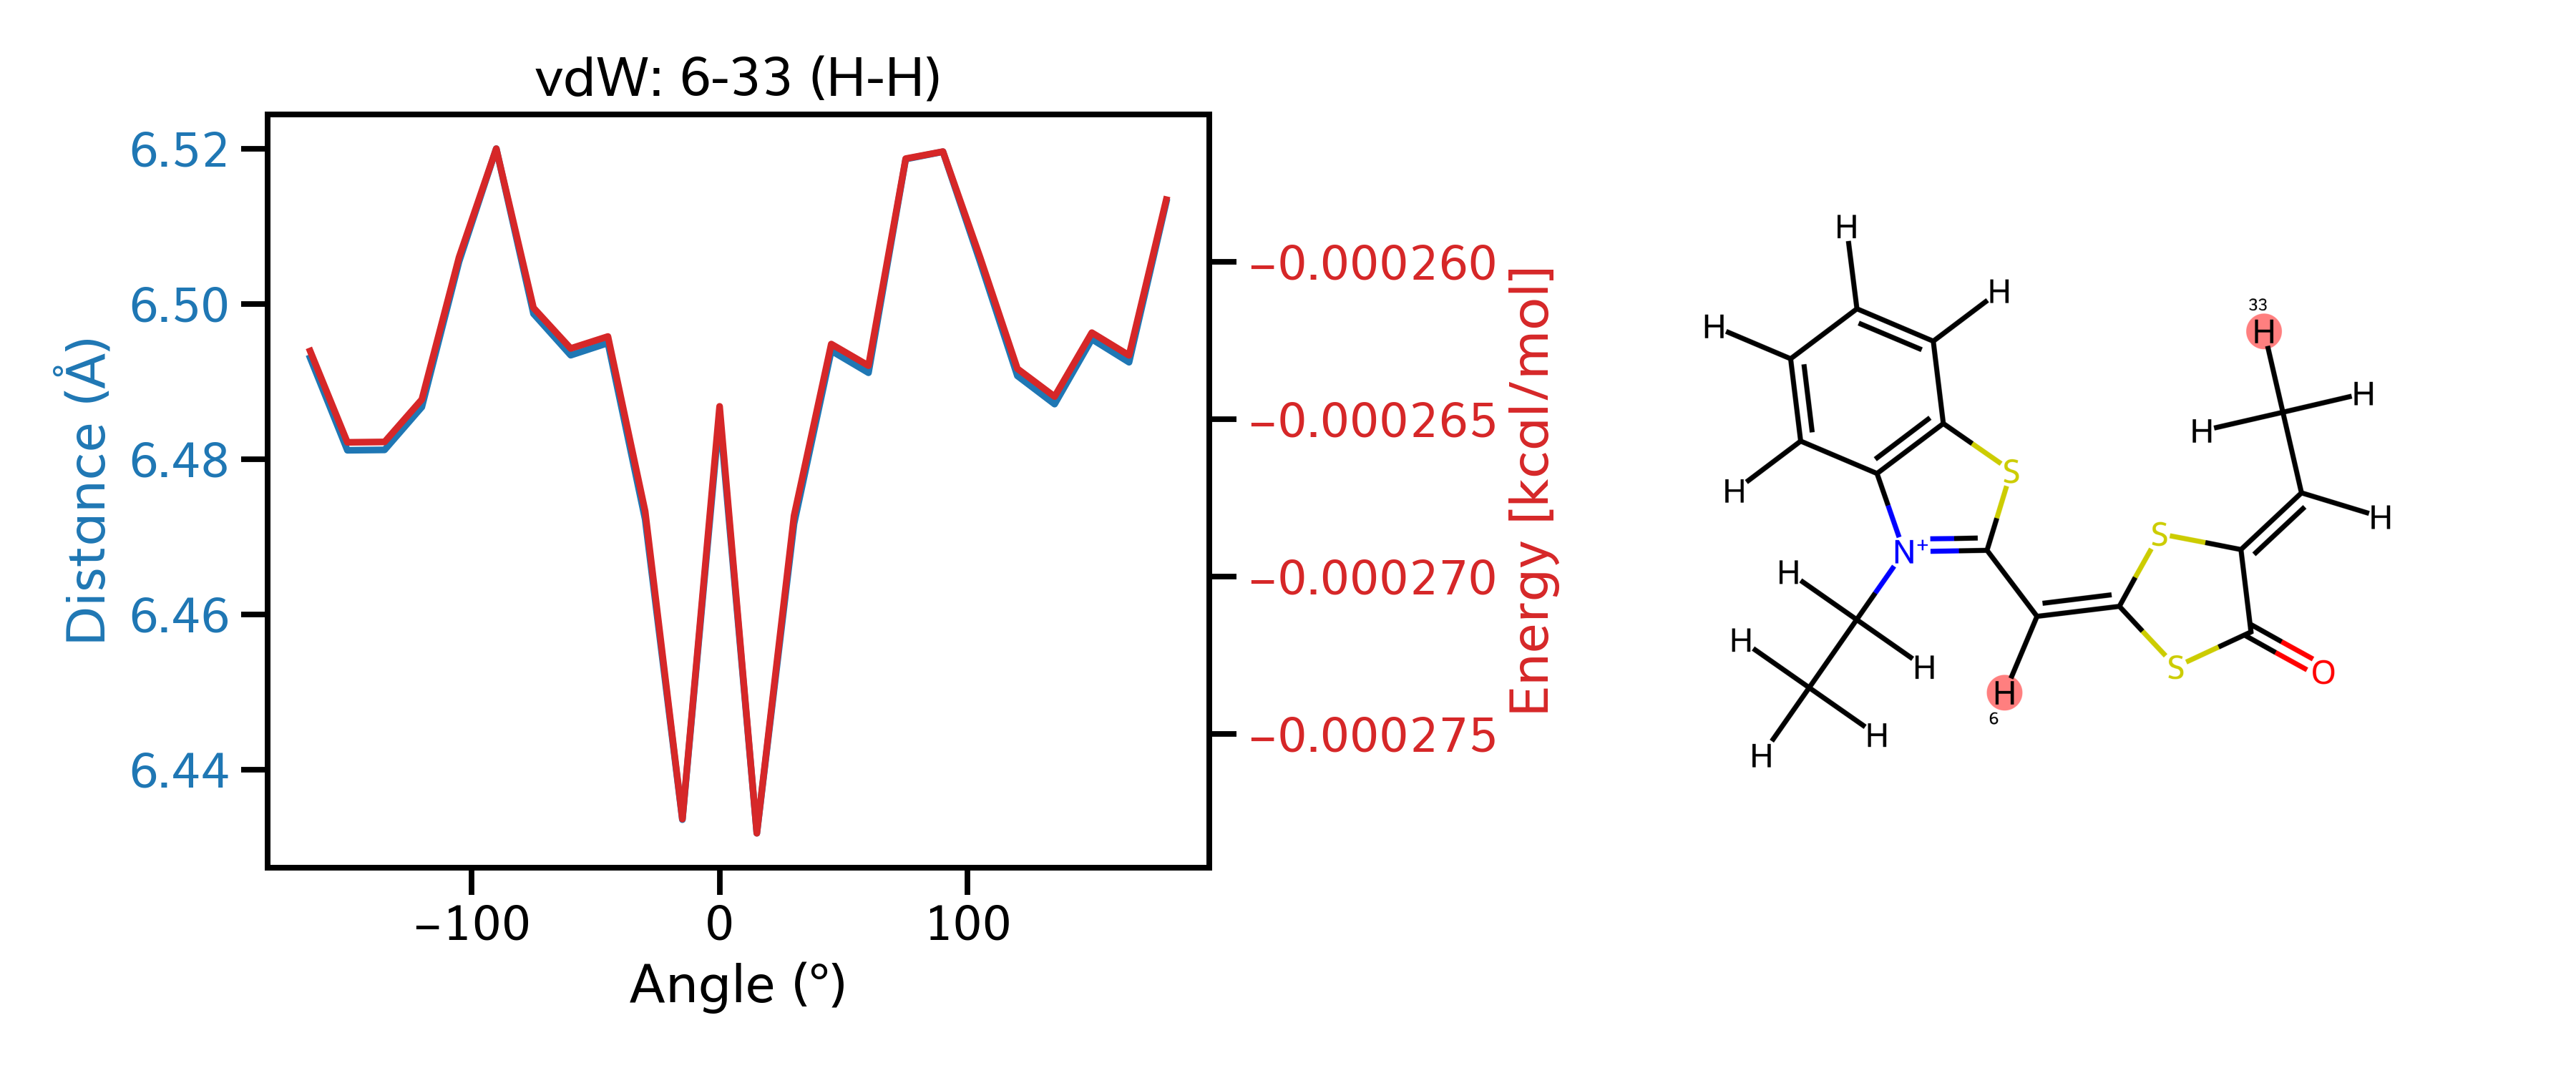 vdW: 6-33 (H-H)
6.52
6.50
6.48
6.46
6.44
Distance (Å)
−0.000260
−0.000265
−0.000270
−0.000275
Energy [kcal/mol]
−100 0 100
Angle (°)
H
H
H
33
H
H
H
H
S
H
H
S
N+
H
H
H
S
O
H
6
H
H